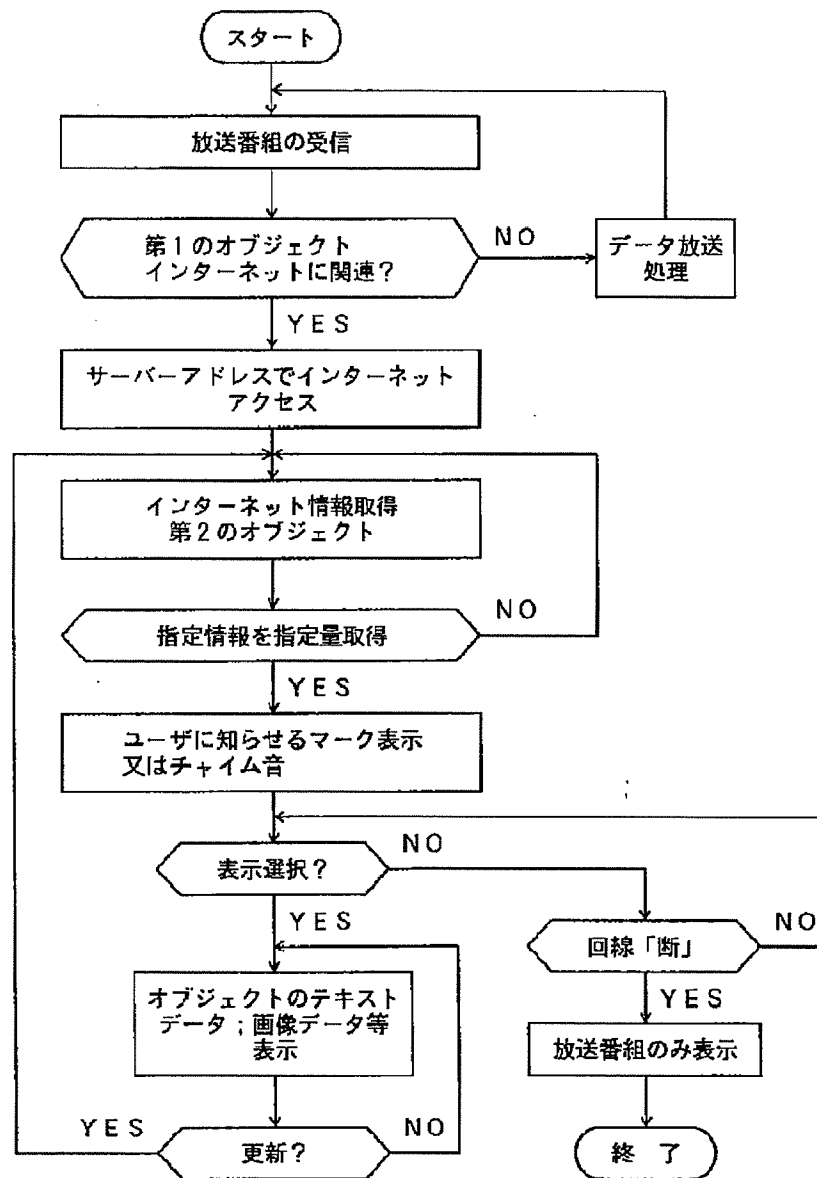 スタート
放送番組の受信
第1のオブジェクト
インターネットに関連?
NO
データ放送
処理
YES
サーバーアドレスでインターネット
アクセス
インターネット情報取得
第2のオブジェクト
指定情報を指定量取得
NO
YES
ユーザに知らせるマーク表示
又はチャイム音
表示選択?
NO
YES
回線「断」
NO
YES
オブジェクトのテキスト
データ;画像データ等
表示
放送番組のみ表示
更新?
YES
NO
終 了